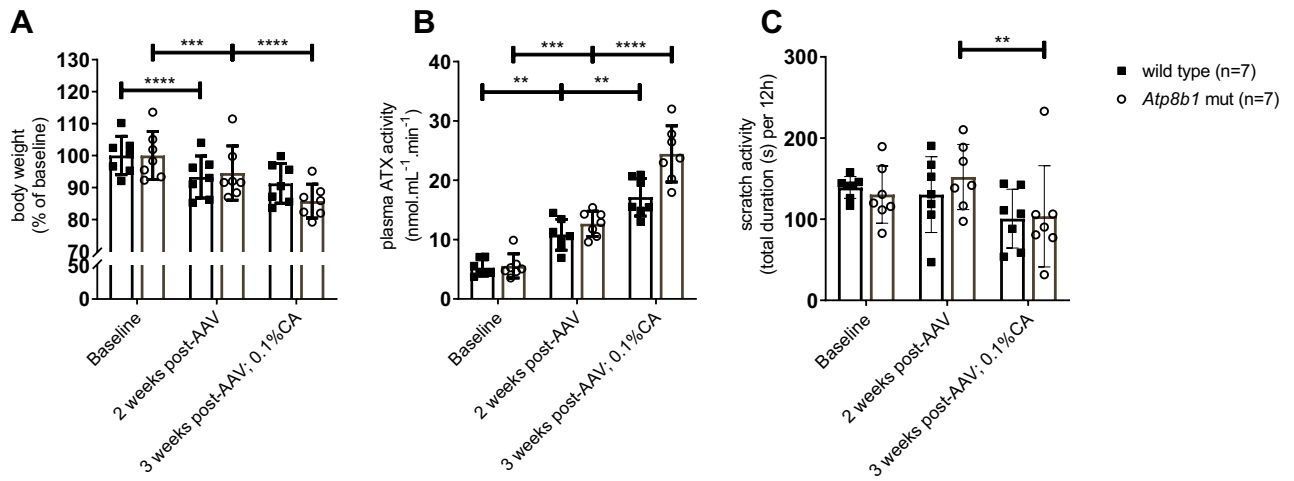 A
***
****
****
130
120
110
100
90
80
70
50
0
body weight
(% of baseline)
Baseline
2 weeks post-AAV
3 weeks post-AAV; 0.1%CA
B
***
****
**
**
40
30
20
10
0
plasma ATX activity
(nmol.mL⁻¹.min⁻¹)
Baseline
2 weeks post-AAV
3 weeks post-AAV; 0.1%CA
C
**
300
200
100
0
scratch activity
(total duration (s) per 12h)
Baseline
2 weeks post-AAV
3 weeks post-AAV; 0.1%CA
wild type (n=7)
Atp8b1 mut (n=7)